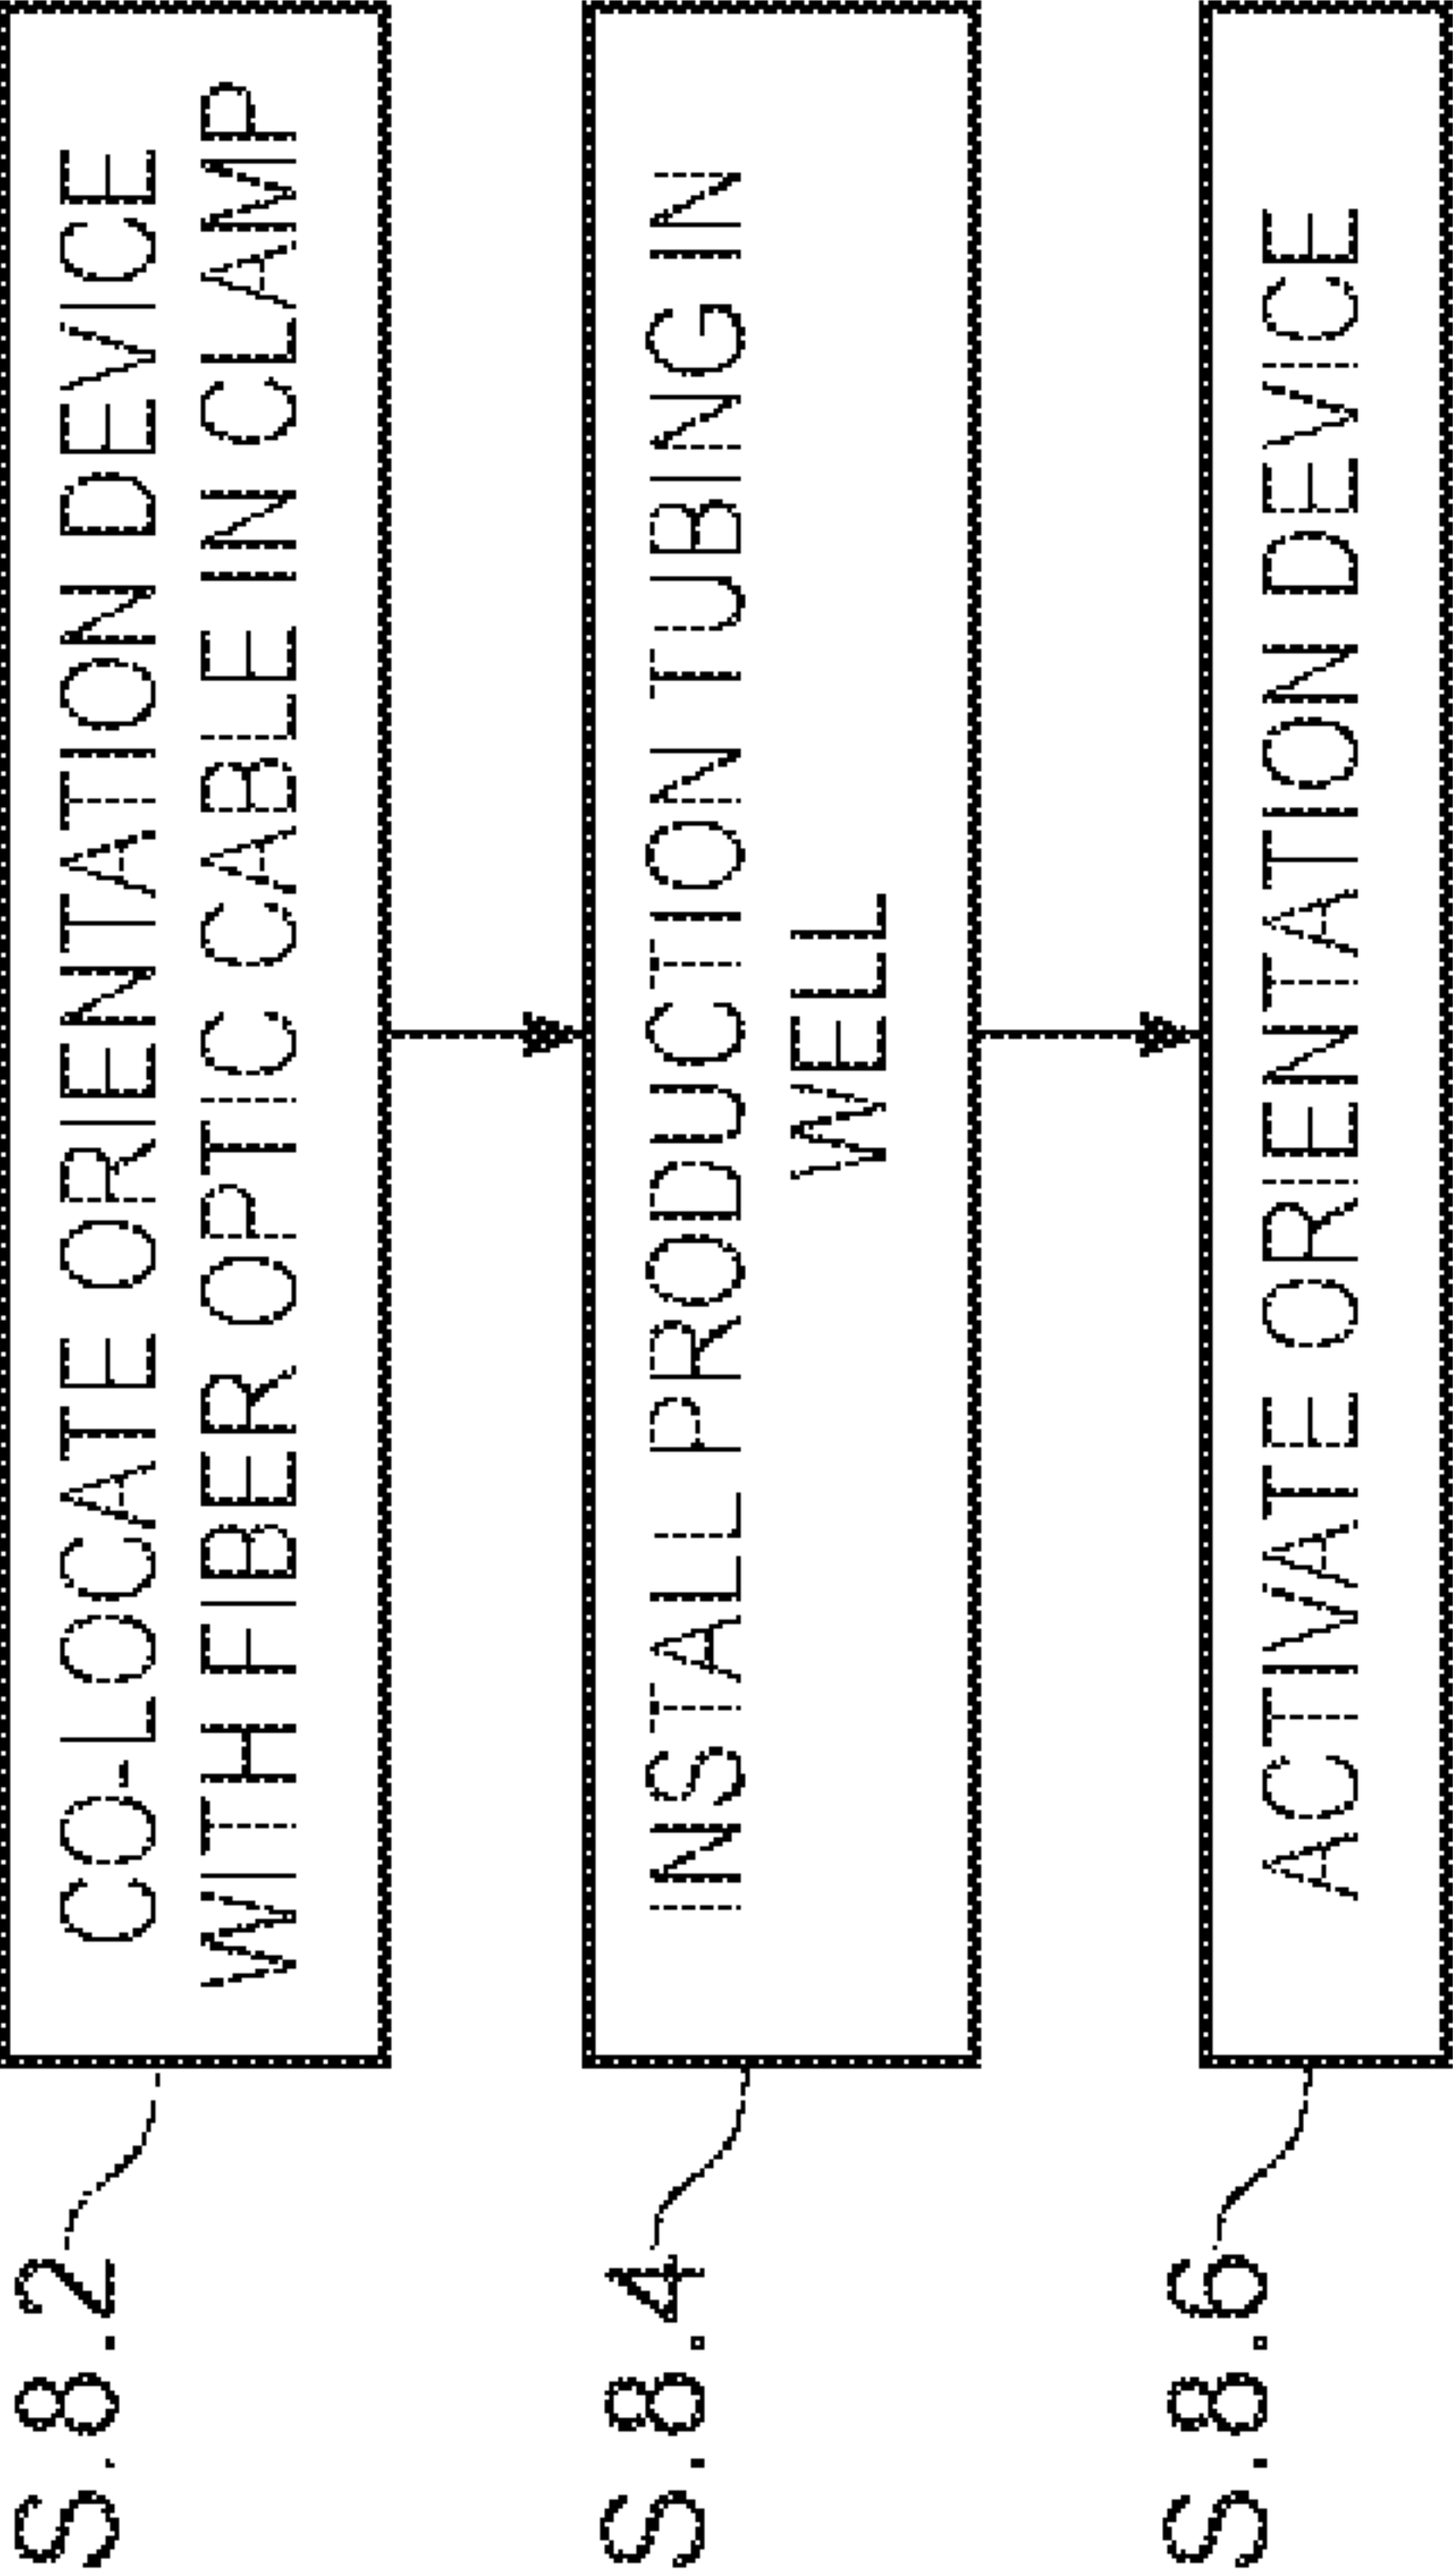 S.8.2
CO-LOCATE ORIENTATION DEVICE
WITH FIBER OPTIC CABLE IN CLAMP
S.8.4
INSTALL PRODUCTION TUBING IN
WELL
S.8.6
ACTIVATE ORIENTATION DEVICE